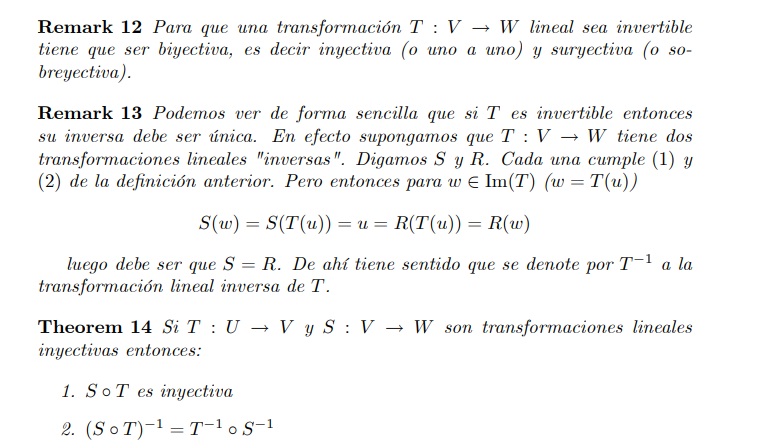 Remark 12 Para que una transformación T : V → W lineal sea invertible
tiene que ser biyectiva, es decir inyectiva (o uno a uno) y suryectiva (o so-
breyectiva).
Remark 13 Podemos ver de forma sencilla que si T es invertible entonces
su inversa debe ser única. En efecto supongamos que T : V → W tiene dos
transformaciones lineales "inversas". Digamos S y R. Cada una cumple (1) y
(2) de la definición anterior. Pero entonces para w ∈ Im(T) (w = T(u))
S(w) = S(T(u)) = u = R(T(u)) = R(w)
luego debe ser que S = R. De ahí tiene sentido que se denote por T⁻¹ a la
transformación lineal inversa de T.
Theorem 14 Si T : U → V y S : V → W son transformaciones lineales
inyectivas entonces:
1. S ∘ T es inyectiva
2. (S ∘ T)⁻¹ = T⁻¹ ∘ S⁻¹